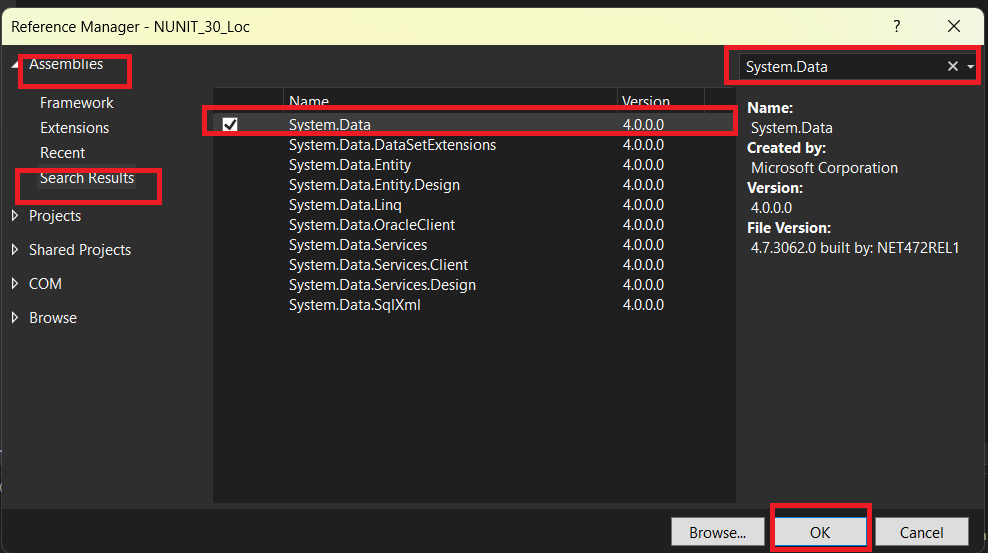 Reference Manager - NUNIT_30_Loc
?
Assemblies
Framework
Extensions
Recent
Search Results
Projects
Shared Projects
COM
Browse
Name Version
System.Data 4.0.0.0
System.Data.DataSetExtensions 4.0.0.0
System.Data.Entity 4.0.0.0
System.Data.Entity.Design 4.0.0.0
System.Data.Linq 4.0.0.0
System.Data.OracleClient 4.0.0.0
System.Data.Services 4.0.0.0
System.Data.Services.Client 4.0.0.0
System.Data.Services.Design 4.0.0.0
System.Data.SqlXml 4.0.0.0
System.Data
Name:
System.Data
Created by:
Microsoft Corporation
Version:
4.0.0.0
File Version:
4.7.3062.0 built by: NET472REL1
Browse... OK Cancel